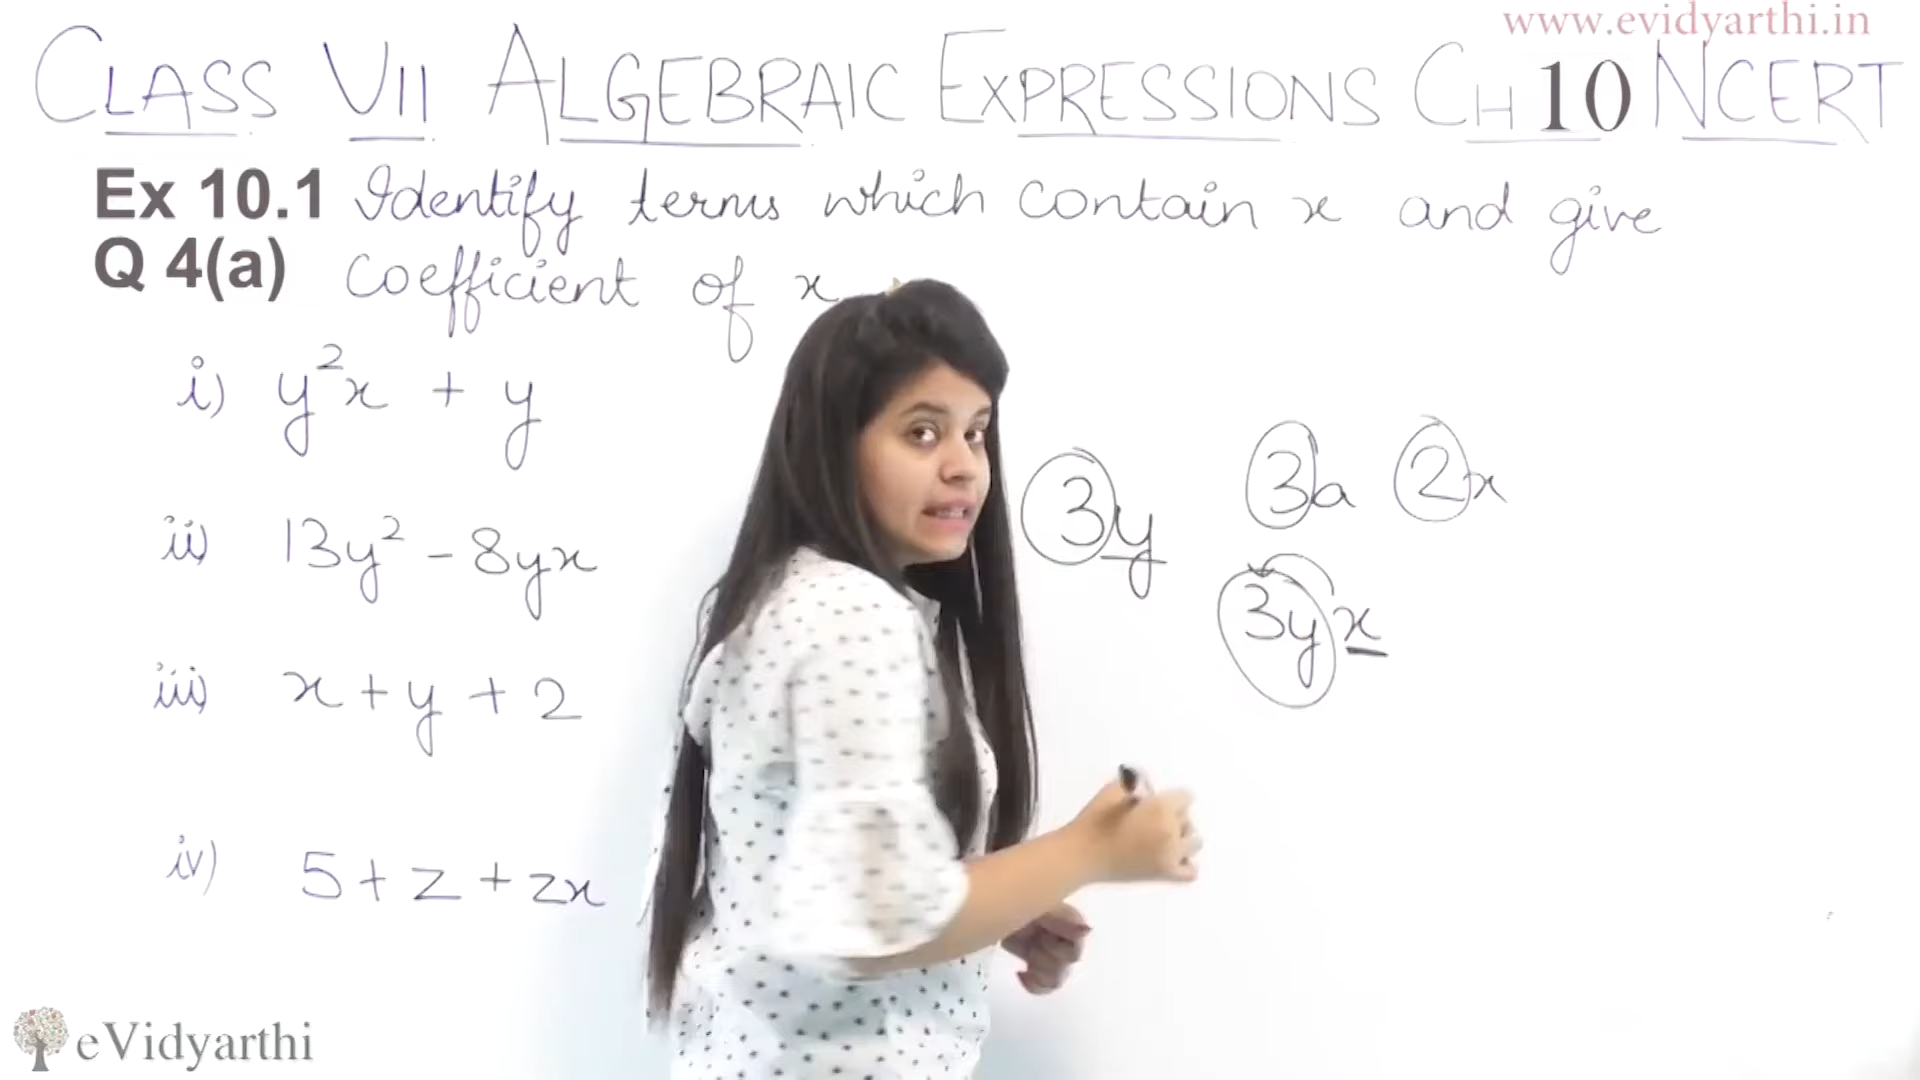 www.evidyarthi.in
CLASS VII ALGEBRAIC EXPRESSIONS CH 10 NCERT
Ex 10.1 Identify terms which contain x and give
Q 4(a) coefficient of x
i) y²x + y
3y 3a 2x
ii) 13y² - 8yx
3yx
iii) x + y + 2
iv) 5 + z + zx
eVidyarthi